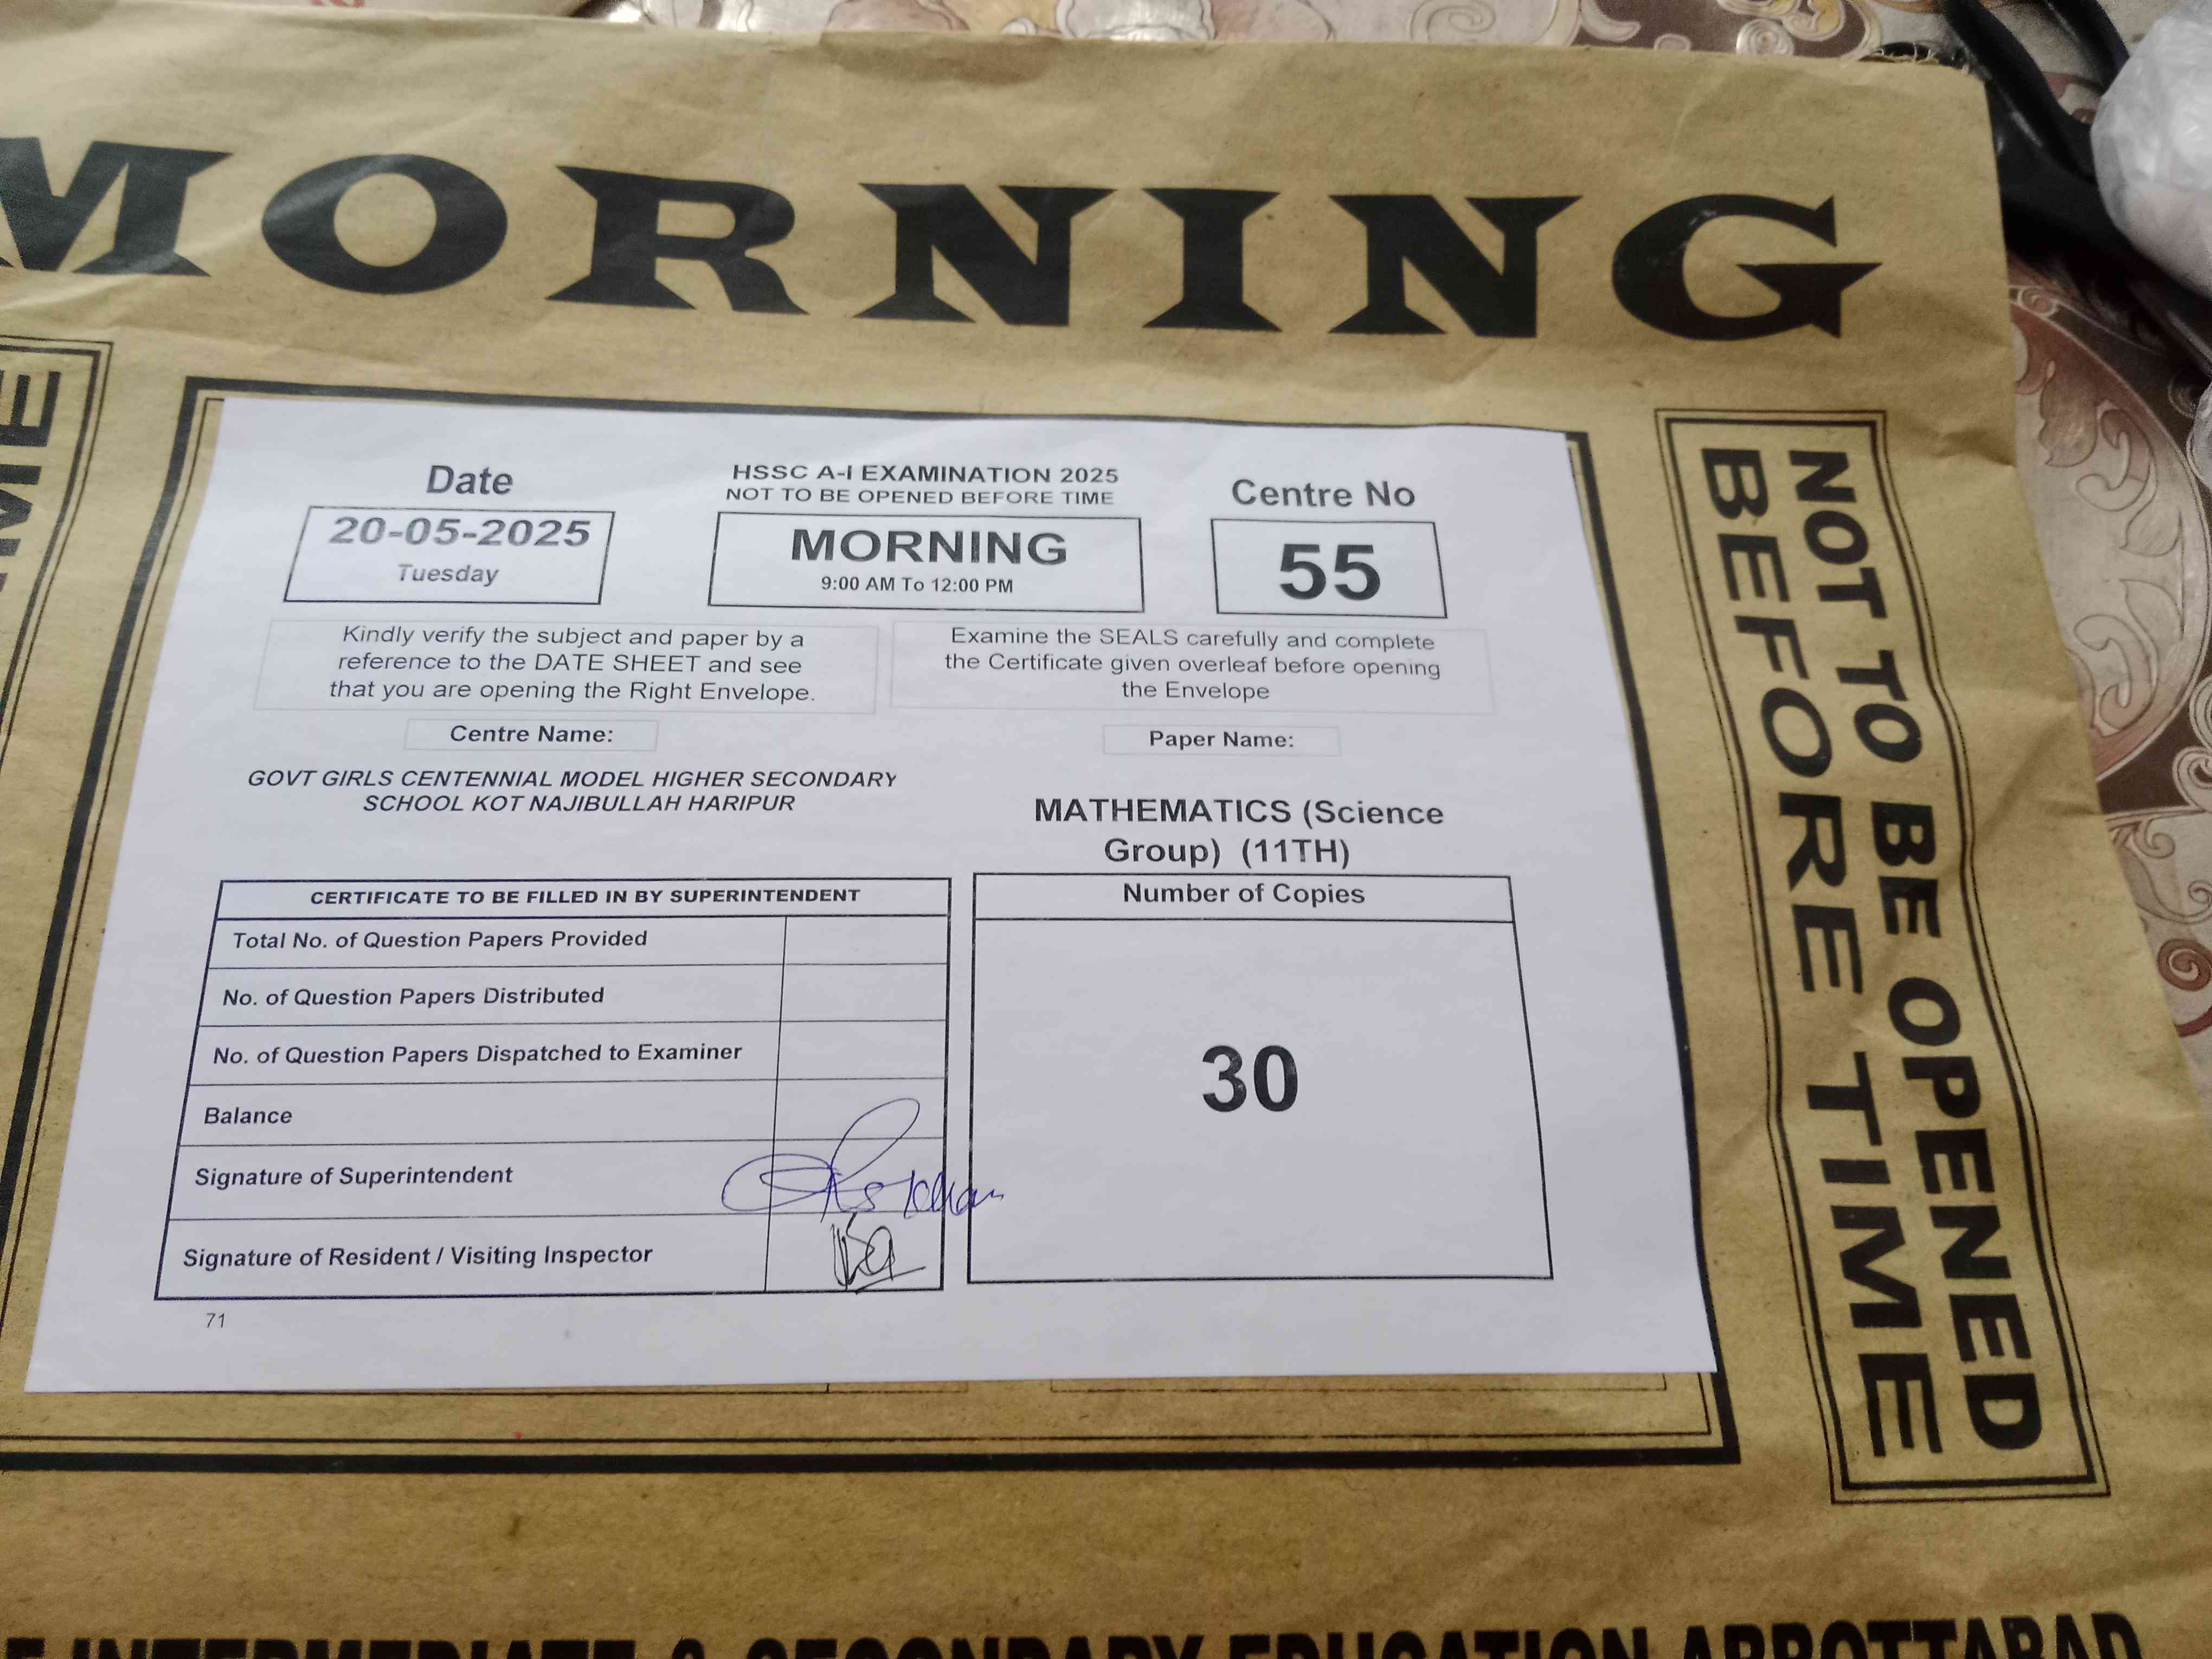 MORNING
Date
20-05-2025
Tuesday
HSSC A-I EXAMINATION 2025
NOT TO BE OPENED BEFORE TIME
MORNING
9:00 AM To 12:00 PM
Centre No
55
Kindly verify the subject and paper by a
reference to the DATE SHEET and see
that you are opening the Right Envelope.
Examine the SEALS carefully and complete
the Certificate given overleaf before opening
the Envelope
Centre Name:
GOVT GIRLS CENTENNIAL MODEL HIGHER SECONDARY
SCHOOL KOT NAJIBULLAH HARIPUR
Paper Name:
MATHEMATICS (Science
Group) (11TH)
CERTIFICATE TO BE FILLED IN BY SUPERINTENDENT
Total No. of Question Papers Provided
No. of Question Papers Distributed
No. of Question Papers Dispatched to Examiner
Balance
Signature of Superintendent
Signature of Resident / Visiting Inspector
Number of Copies
30
71
NOT TO BE OPENED
BEFORE TIME
INTERMEDIATE & SECONDARY EDUCATION ABBOTTABAD